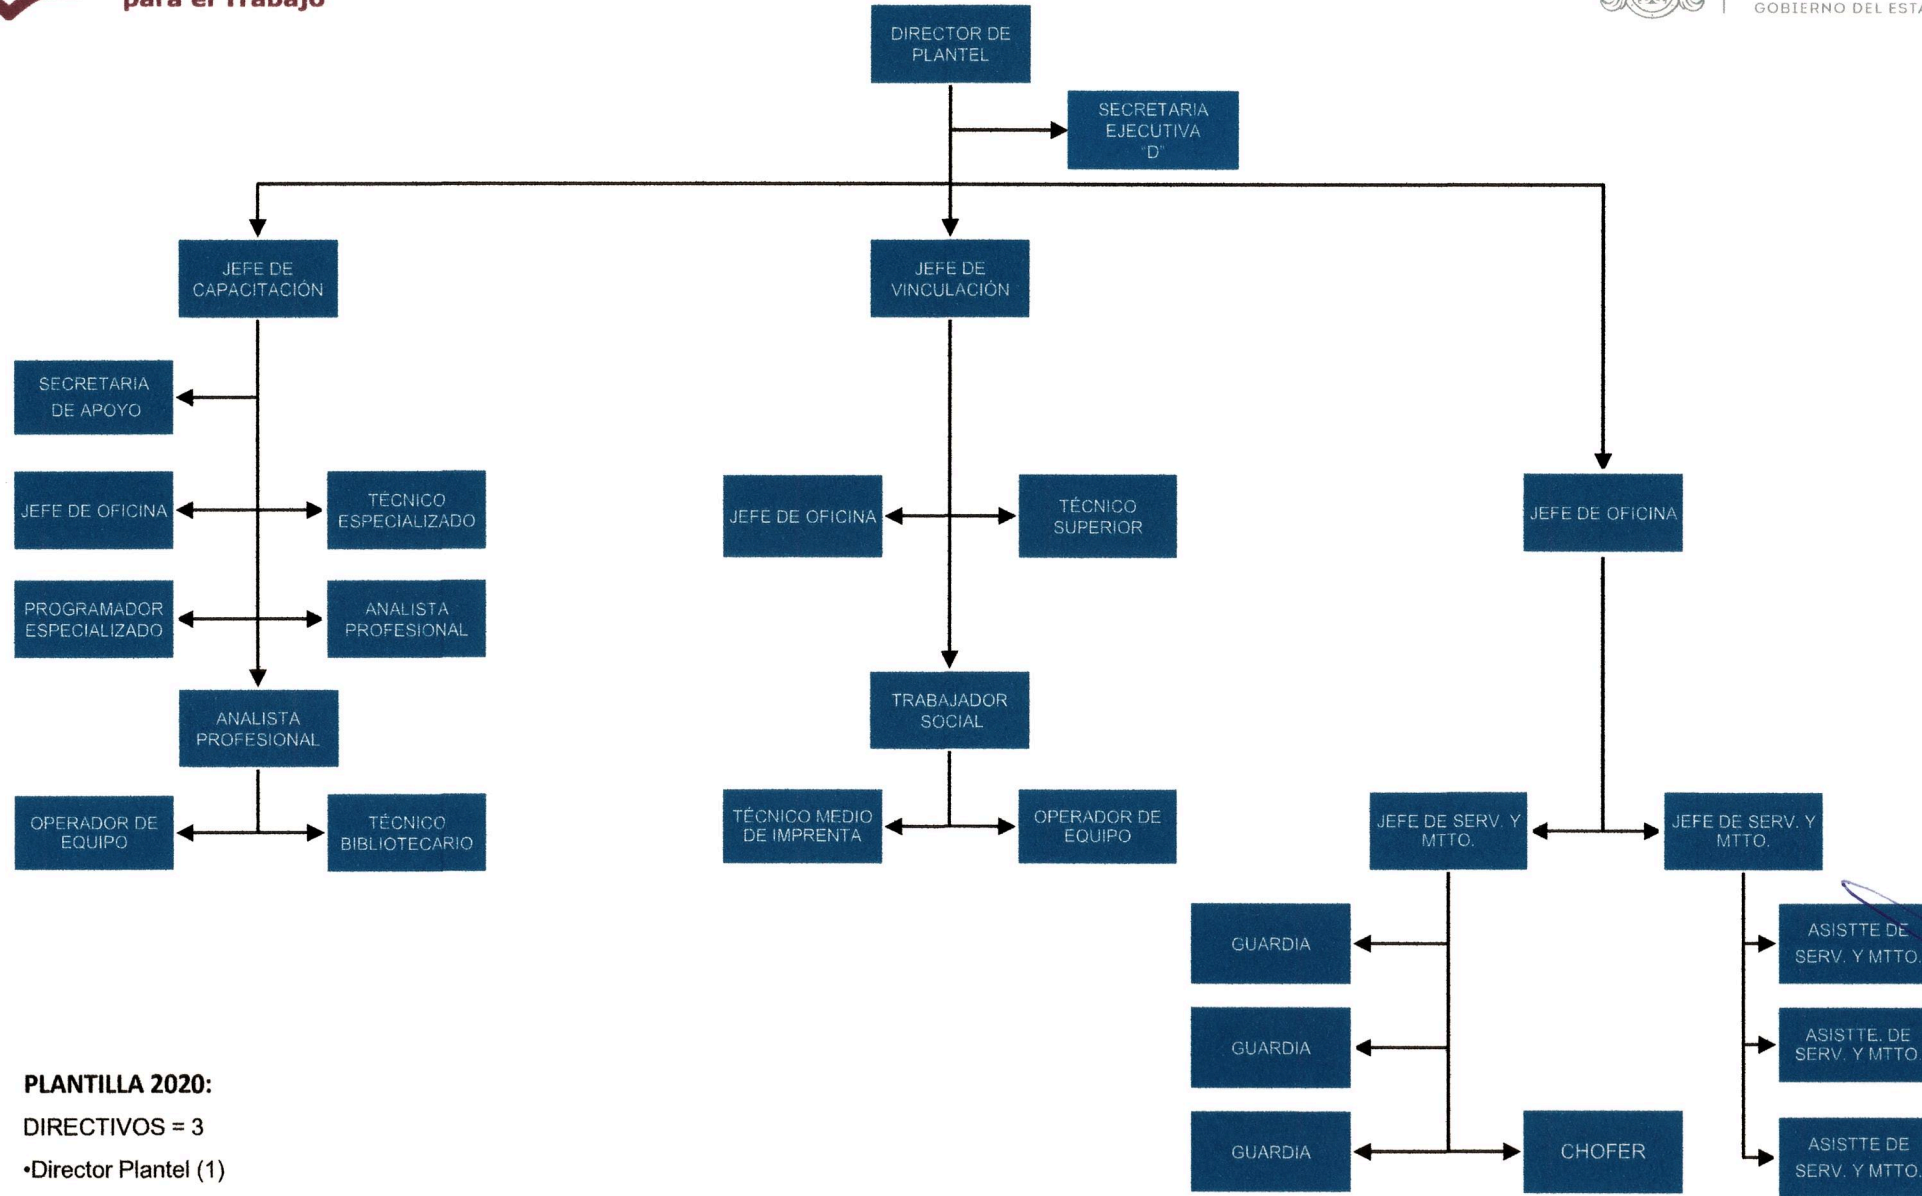 para el Trabajo
GOBIERNO DEL ESTA
DIRECTOR DE
PLANTEL
SECRETARIA
EJECUTIVA
"D"
JEFE DE
CAPACITACIÓN
JEFE DE
VINCULACIÓN
SECRETARIA
DE APOYO
JEFE DE OFICINA
TÉCNICO
ESPECIALIZADO
JEFE DE OFICINA
TÉCNICO
SUPERIOR
JEFE DE OFICINA
PROGRAMADOR
ESPECIALIZADO
ANALISTA
PROFESIONAL
ANALISTA
PROFESIONAL
TRABAJADOR
SOCIAL
OPERADOR DE
EQUIPO
TÉCNICO
BIBLIOTECARIO
TÉCNICO MEDIO
DE IMPRENTA
OPERADOR DE
EQUIPO
JEFE DE SERV. Y
MTTO.
JEFE DE SERV. Y
MTTO.
GUARDIA
ASISTTE DE
SERV. Y MTTO.
GUARDIA
ASISTTE. DE
SERV. Y MTTO.
GUARDIA
CHOFER
ASISTTE DE
SERV. Y MTTO.
PLANTILLA 2020:
DIRECTIVOS = 3
•Director Plantel (1)